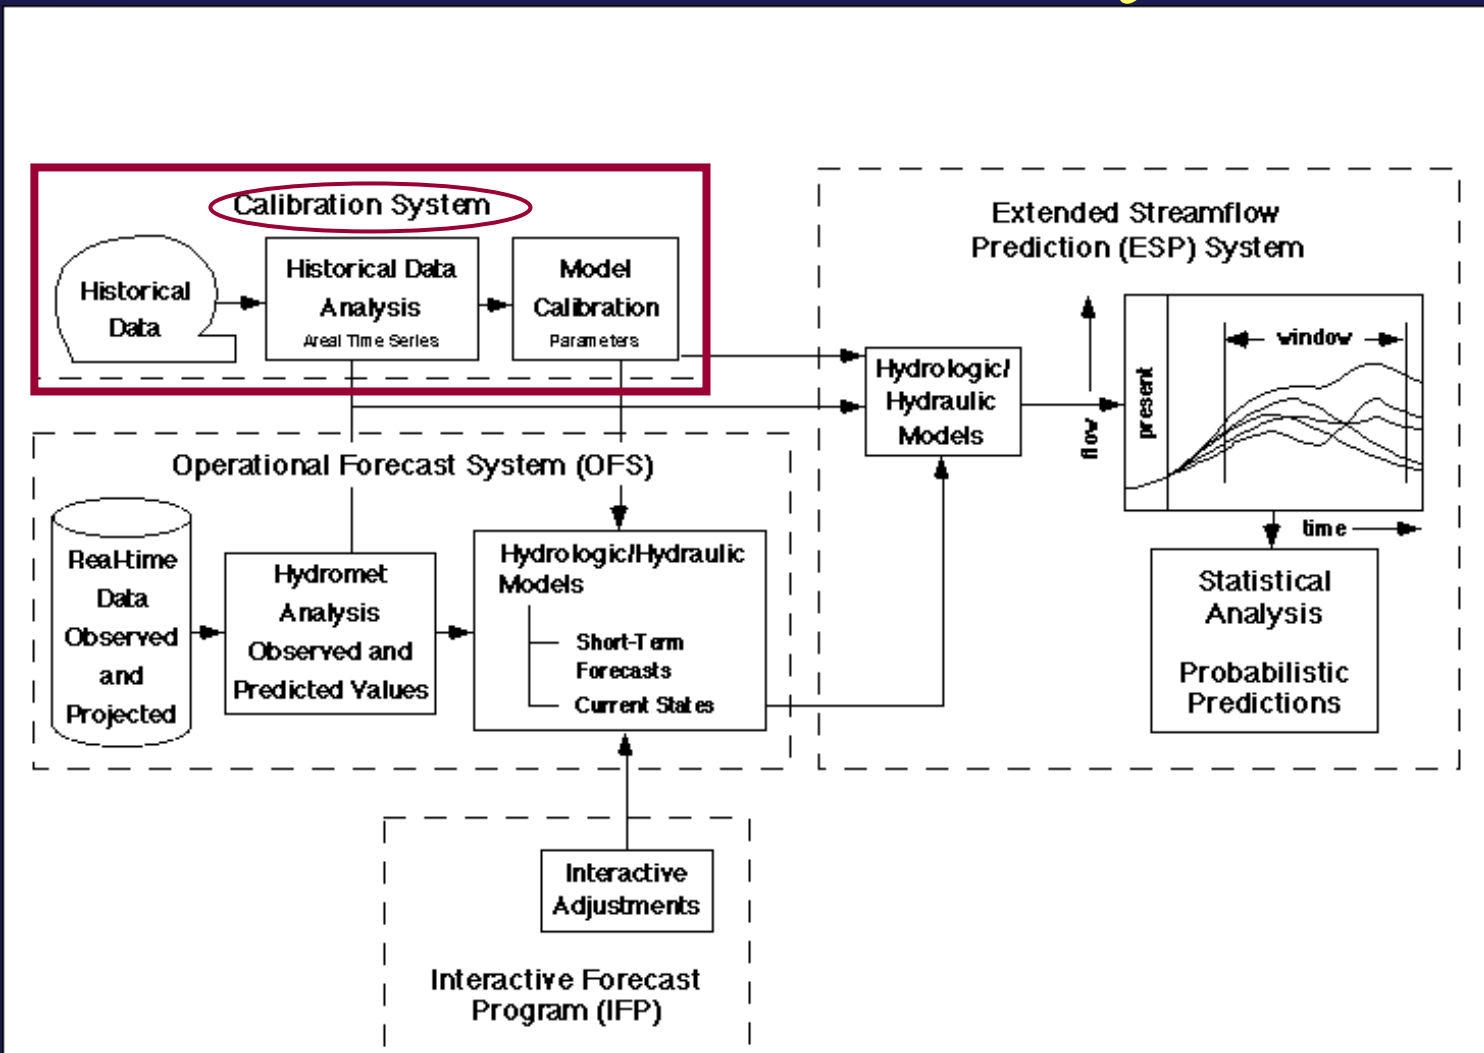 Calibration System
Historical
Data
Historical Data
Analysis
Areal Time Series
Model
Calibration
Parameters
Extended Streamflow
Prediction (ESP) System
Hydrologic/
Hydraulic
Models
flow
present
window
time
Statistical
Analysis
Probabilistic
Predictions
Operational Forecast System (OFS)
Real-time
Data
Observed
and
Projected
Hydromet
Analysis
Observed and
Predicted Values
Hydrologic/Hydraulic
Models
Short-Term
Forecasts
Current States
Interactive
Adjustments
Interactive Forecast
Program (IFP)